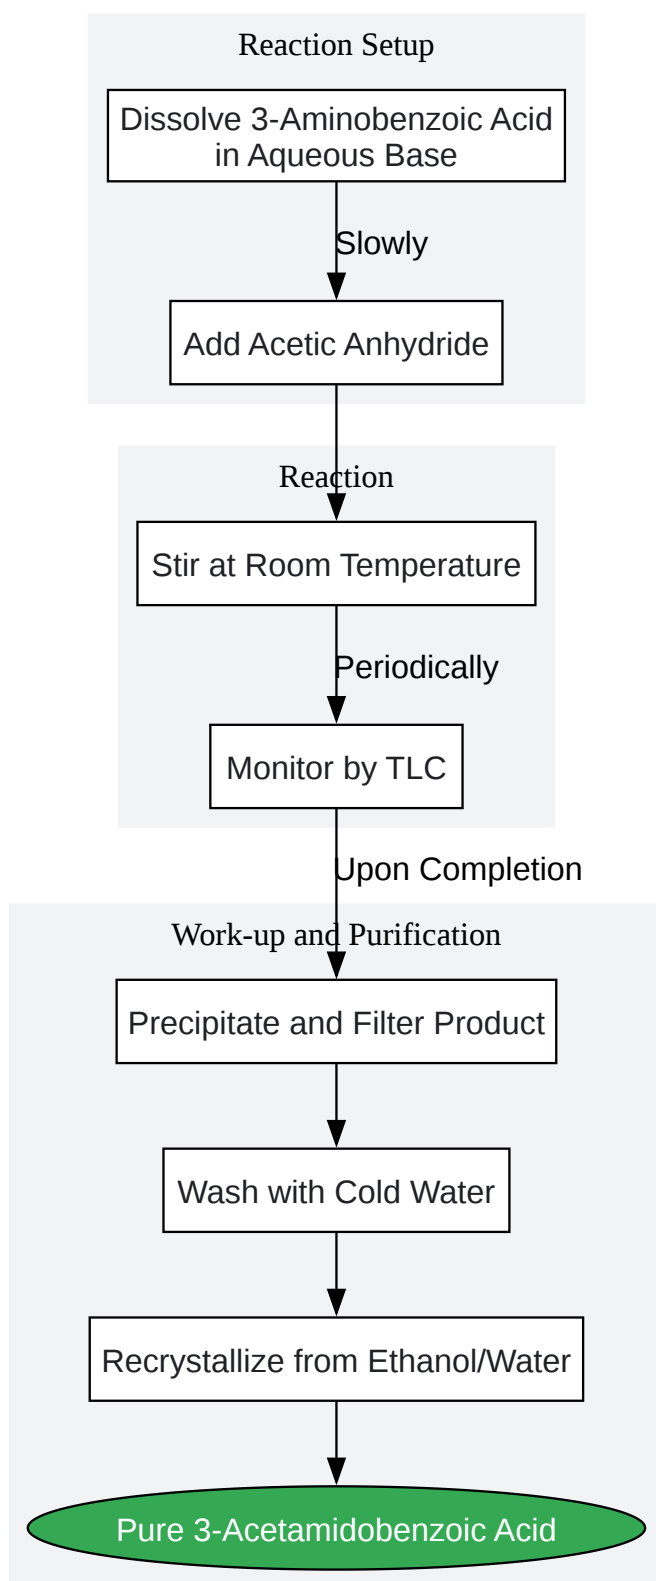 Reaction Setup
Dissolve 3-Aminobenzoic Acid
in Aqueous Base
Slowly
Add Acetic Anhydride
Reaction
Stir at Room Temperature
Periodically
Monitor by TLC
Upon Completion
Work-up and Purification
Precipitate and Filter Product
Wash with Cold Water
Recrystallize from Ethanol/Water
Pure 3-Acetamidobenzoic Acid